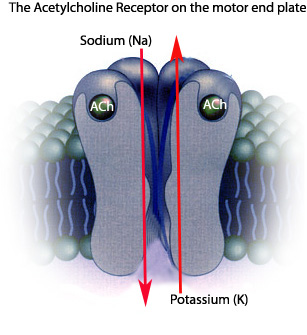 The Acetylcholine Receptor on the motor end plate
Sodium (Na)
ACh
ACh
Potassium (K)